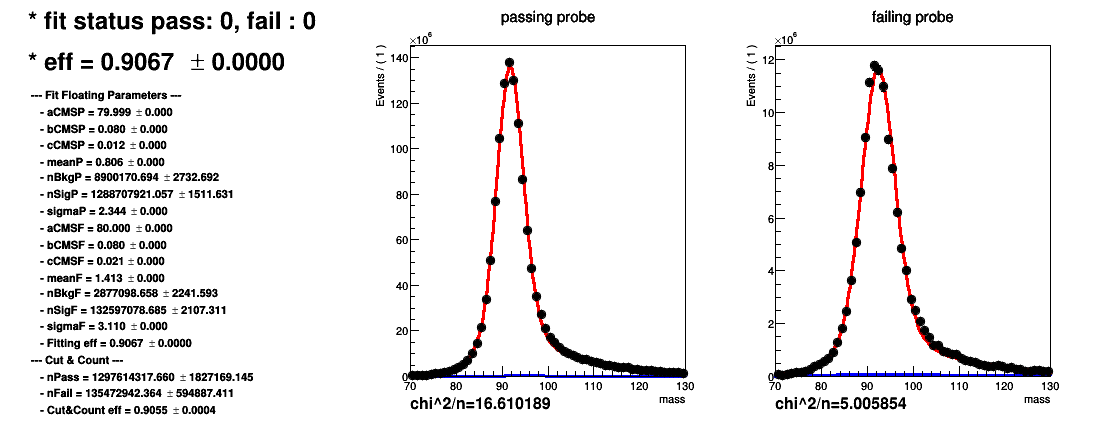 * fit status pass: 0, fail : 0
* eff = 0.9067 ± 0.0000
--- Fit Floating Parameters ---
- aCMSP = 79.999 ± 0.000
- bCMSP = 0.080 ± 0.000
- cCMSP = 0.012 ± 0.000
- meanP = 0.806 ± 0.000
- nBkgP = 8900170.694 ± 2732.692
- nSigP = 1288707921.057 ± 1511.631
- sigmaP = 2.344 ± 0.000
- aCMSF = 80.000 ± 0.000
- bCMSF = 0.080 ± 0.000
- cCMSF = 0.021 ± 0.000
- meanF = 1.413 ± 0.000
- nBkgF = 2877098.658 ± 2241.593
- nSigF = 132597078.685 ± 2107.311
- sigmaF = 3.110 ± 0.000
- Fitting eff = 0.9067 ± 0.0000
--- Cut & Count ---
- nPass = 1297614317.660 ± 1827169.145
- nFail = 135472942.364 ± 594887.411
- Cut&Count eff = 0.9055 ± 0.0004
passing probe
×10^6
Events / ( 1 )
140
120
100
80
60
40
20
0
70 80 90 100 110 120 130
mass
chi^2/n=16.610189
failing probe
×10^6
Events / ( 1 )
12
10
8
6
4
2
0
70 80 90 100 110 120 130
mass
chi^2/n=5.005854